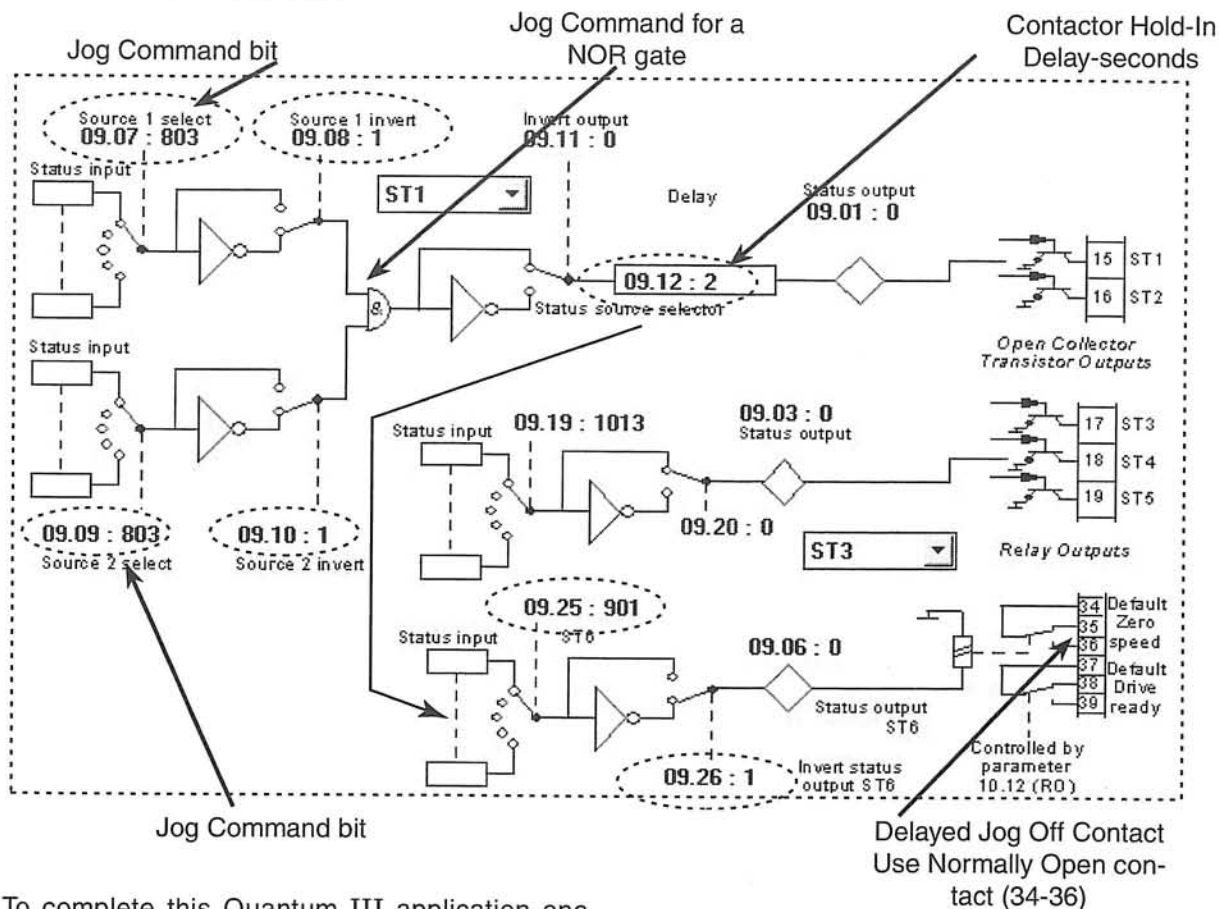 Jog Command bit
Jog Command for a
NOR gate
Contactor Hold-In
Delay-seconds
Source 1 select
09.07 : 803
Source 1 invert
09.08 : 1
Invert output
09.11 : 0
Status input
ST1
Delay
Status output
09.01 : 0
&
09.12 : 2
Status source selector
15 ST1
16 ST2
Open Collector
Transistor Outputs
Status input
09.09 : 803
Source 2 select
09.10 : 1
Source 2 invert
Status input
09.19 : 1013
09.03 : 0
Status output
09.20 : 0
17 ST3
18 ST4
19 ST5
ST3
Relay Outputs
09.25 : 901
ST6
Status input
09.06 : 0
Status output
ST6
09.26 : 1
Invert status
output ST6
34 Default
35 Zero
36 speed
37 Default
38 Drive
39 ready
Controlled by
parameter
10.12 (RO)
Jog Command bit
Delayed Jog Off Contact
Use Normally Open con-
tact (34-36)
To complete this Quantum III application one